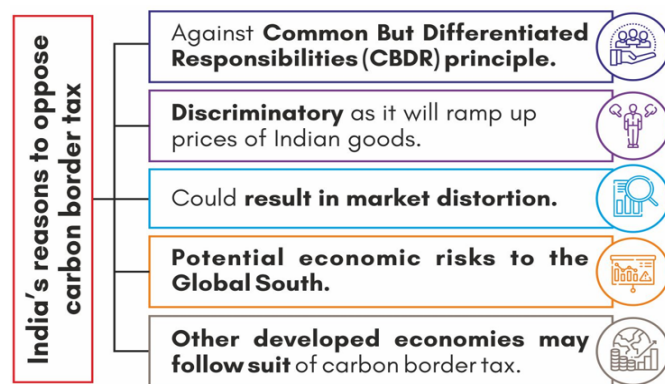 India's reasons to oppose
carbon border tax
Against Common But Differentiated
Responsibilities (CBDR) principle.
Discriminatory as it will ramp up
prices of Indian goods.
Could result in market distortion.
Potential economic risks to the
Global South.
Other developed economies may
follow suit of carbon border tax.